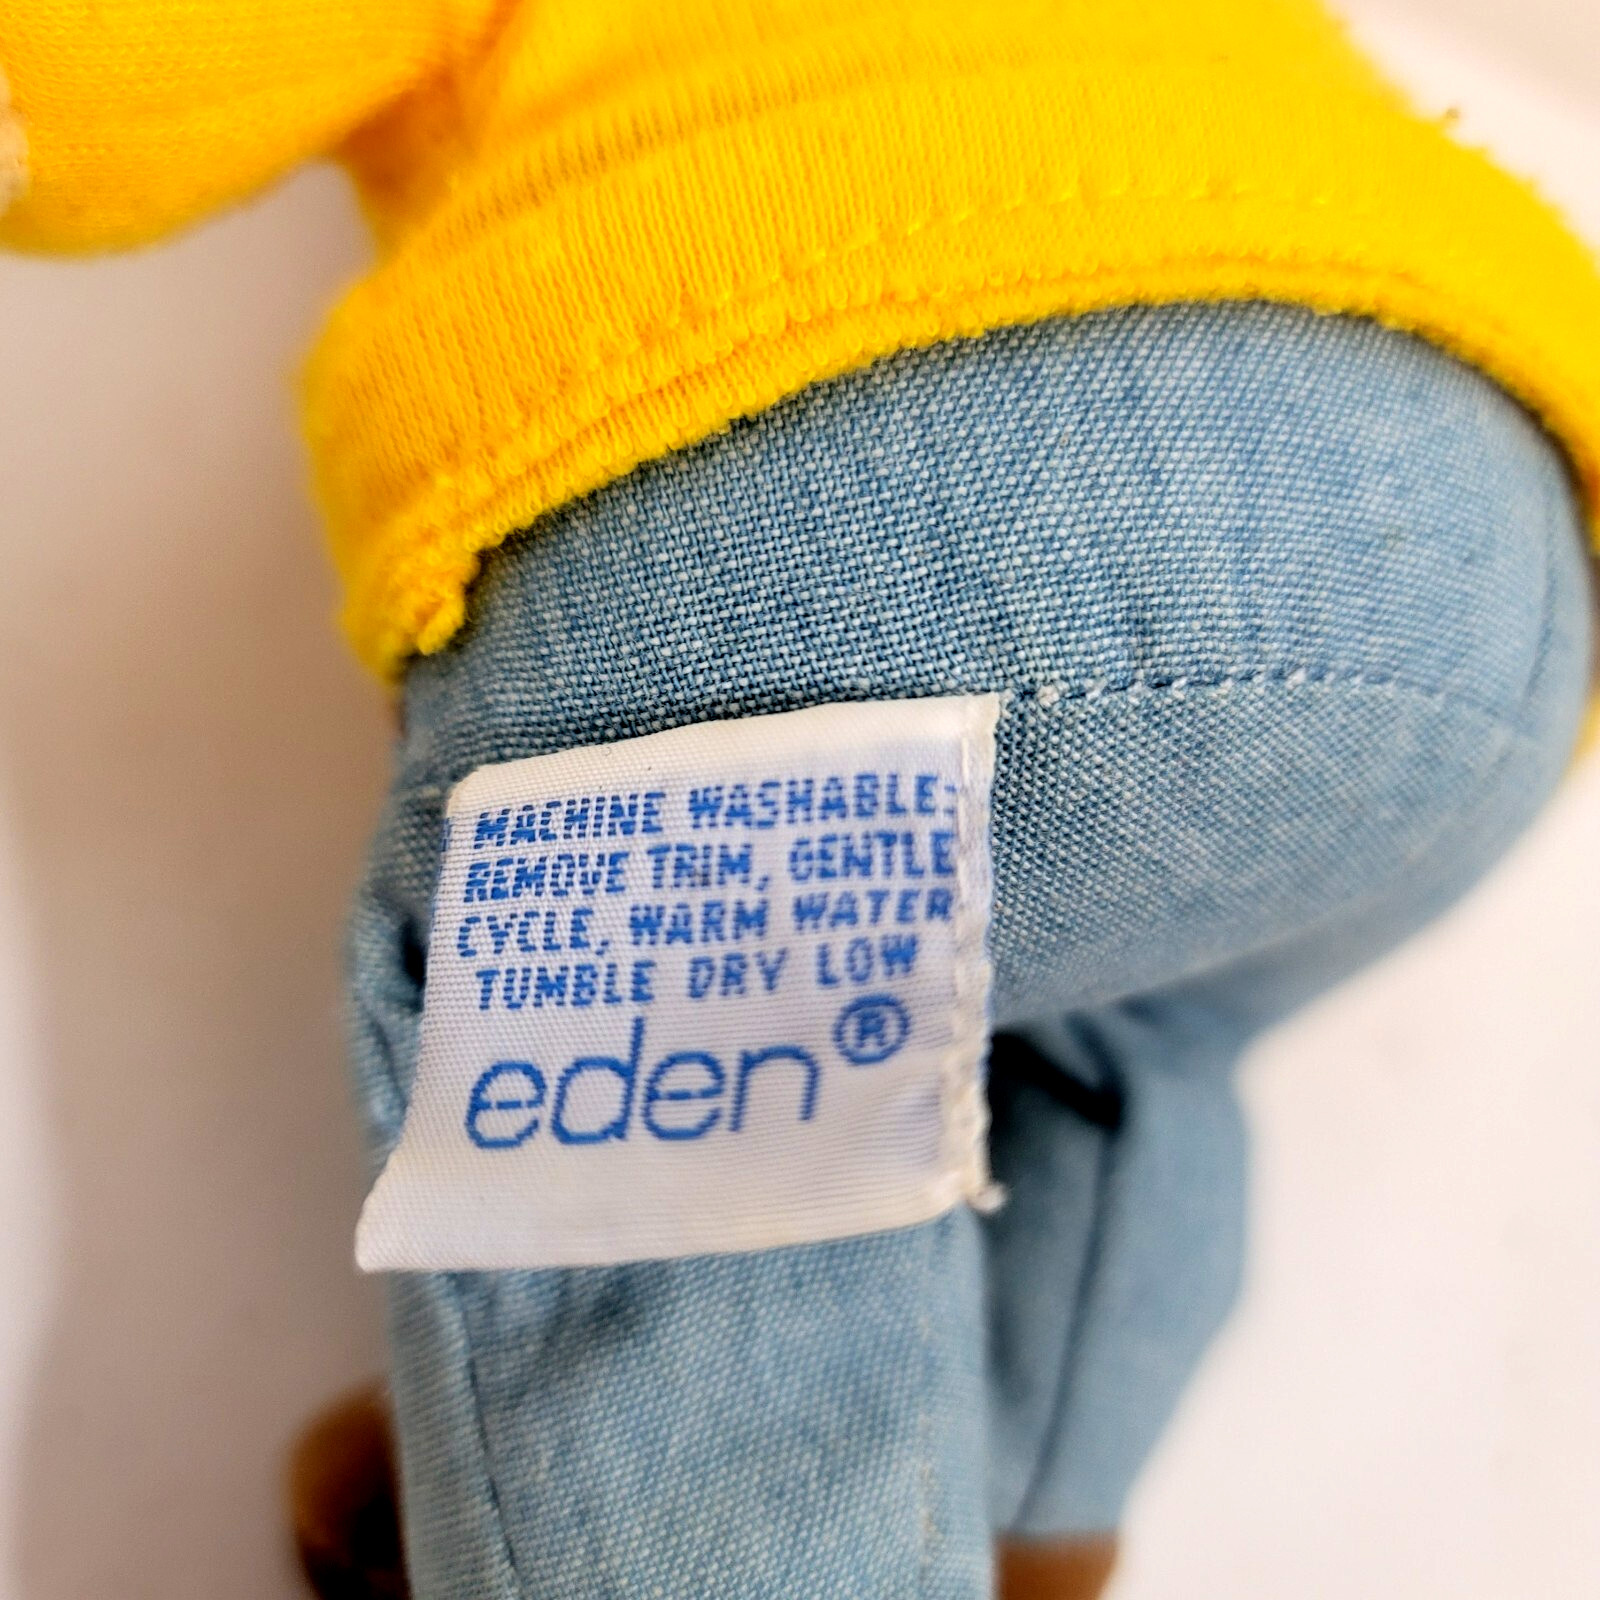 MACHINE WASHABLE:
REMOVE TRIM, GENTLE
CYCLE, WARM WATER
TUMBLE DRY LOW
eden®